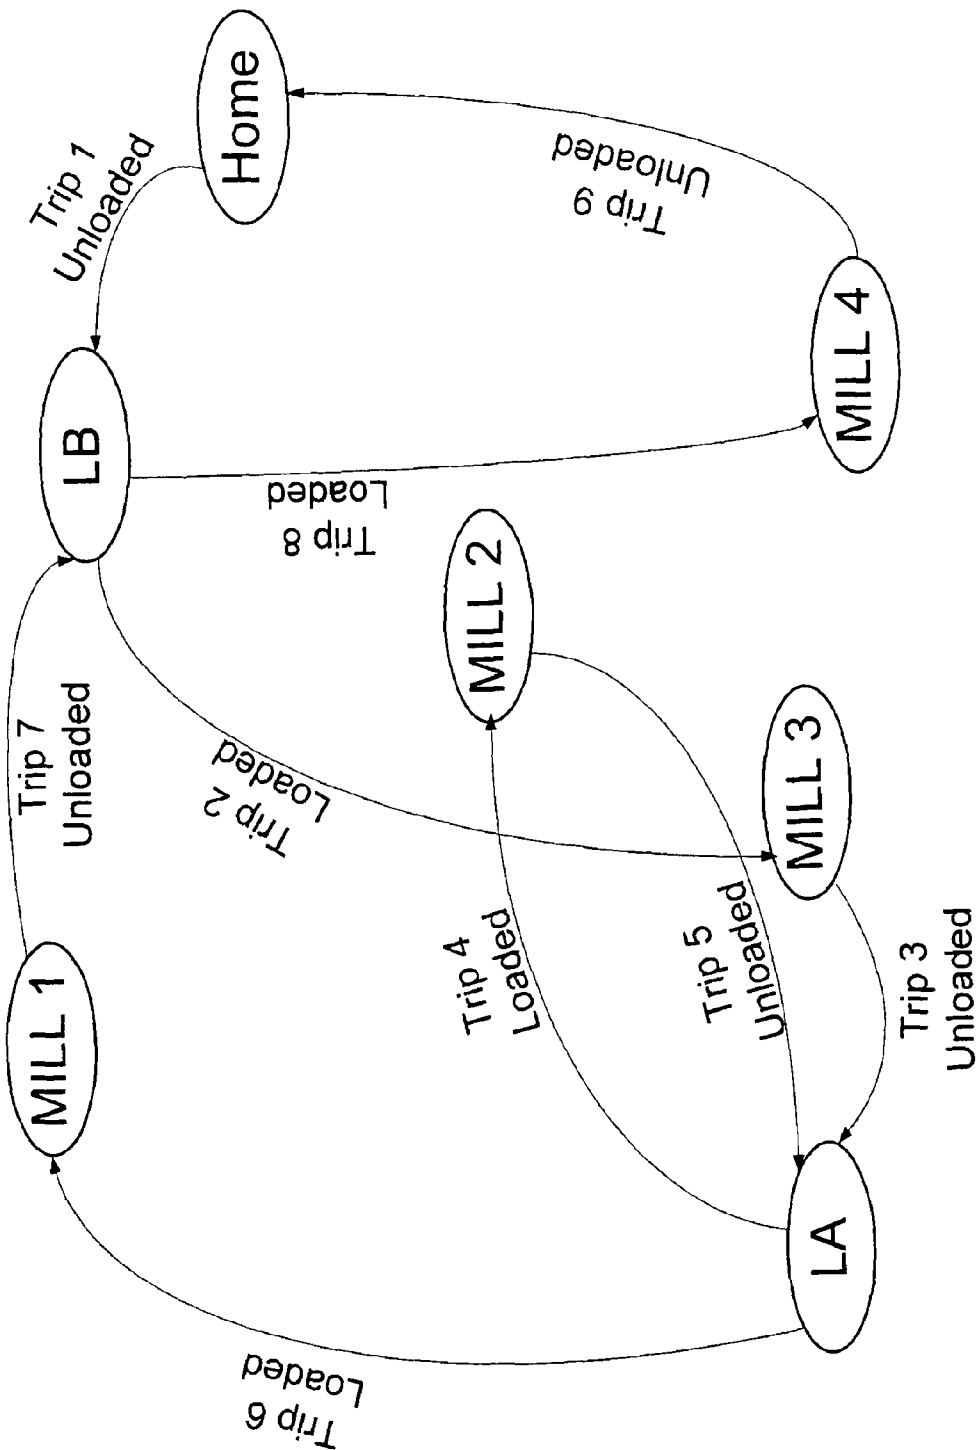 MILL 1
Trip 7
Unloaded
LB
Trip 1
Unloaded
Home
Trip 6
Loaded
Trip 2
Loaded
Trip 8
Loaded
Trip 9
Unloaded
Trip 4
Loaded
MILL 2
Trip 5
Unloaded
LA
MILL 3
MILL 4
Trip 3
Unloaded